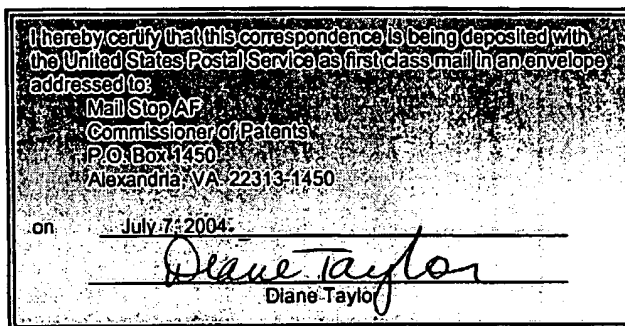 I hereby certify that this correspondence is being deposited with
the United States Postal Service as first class mail in an envelope
addressed to:
Mail Stop AF
Commissioner of Patents
P.O. Box 1450
Alexandria, VA 22313-1450
on July 7, 2004
Diane Taylor
Diane Taylor